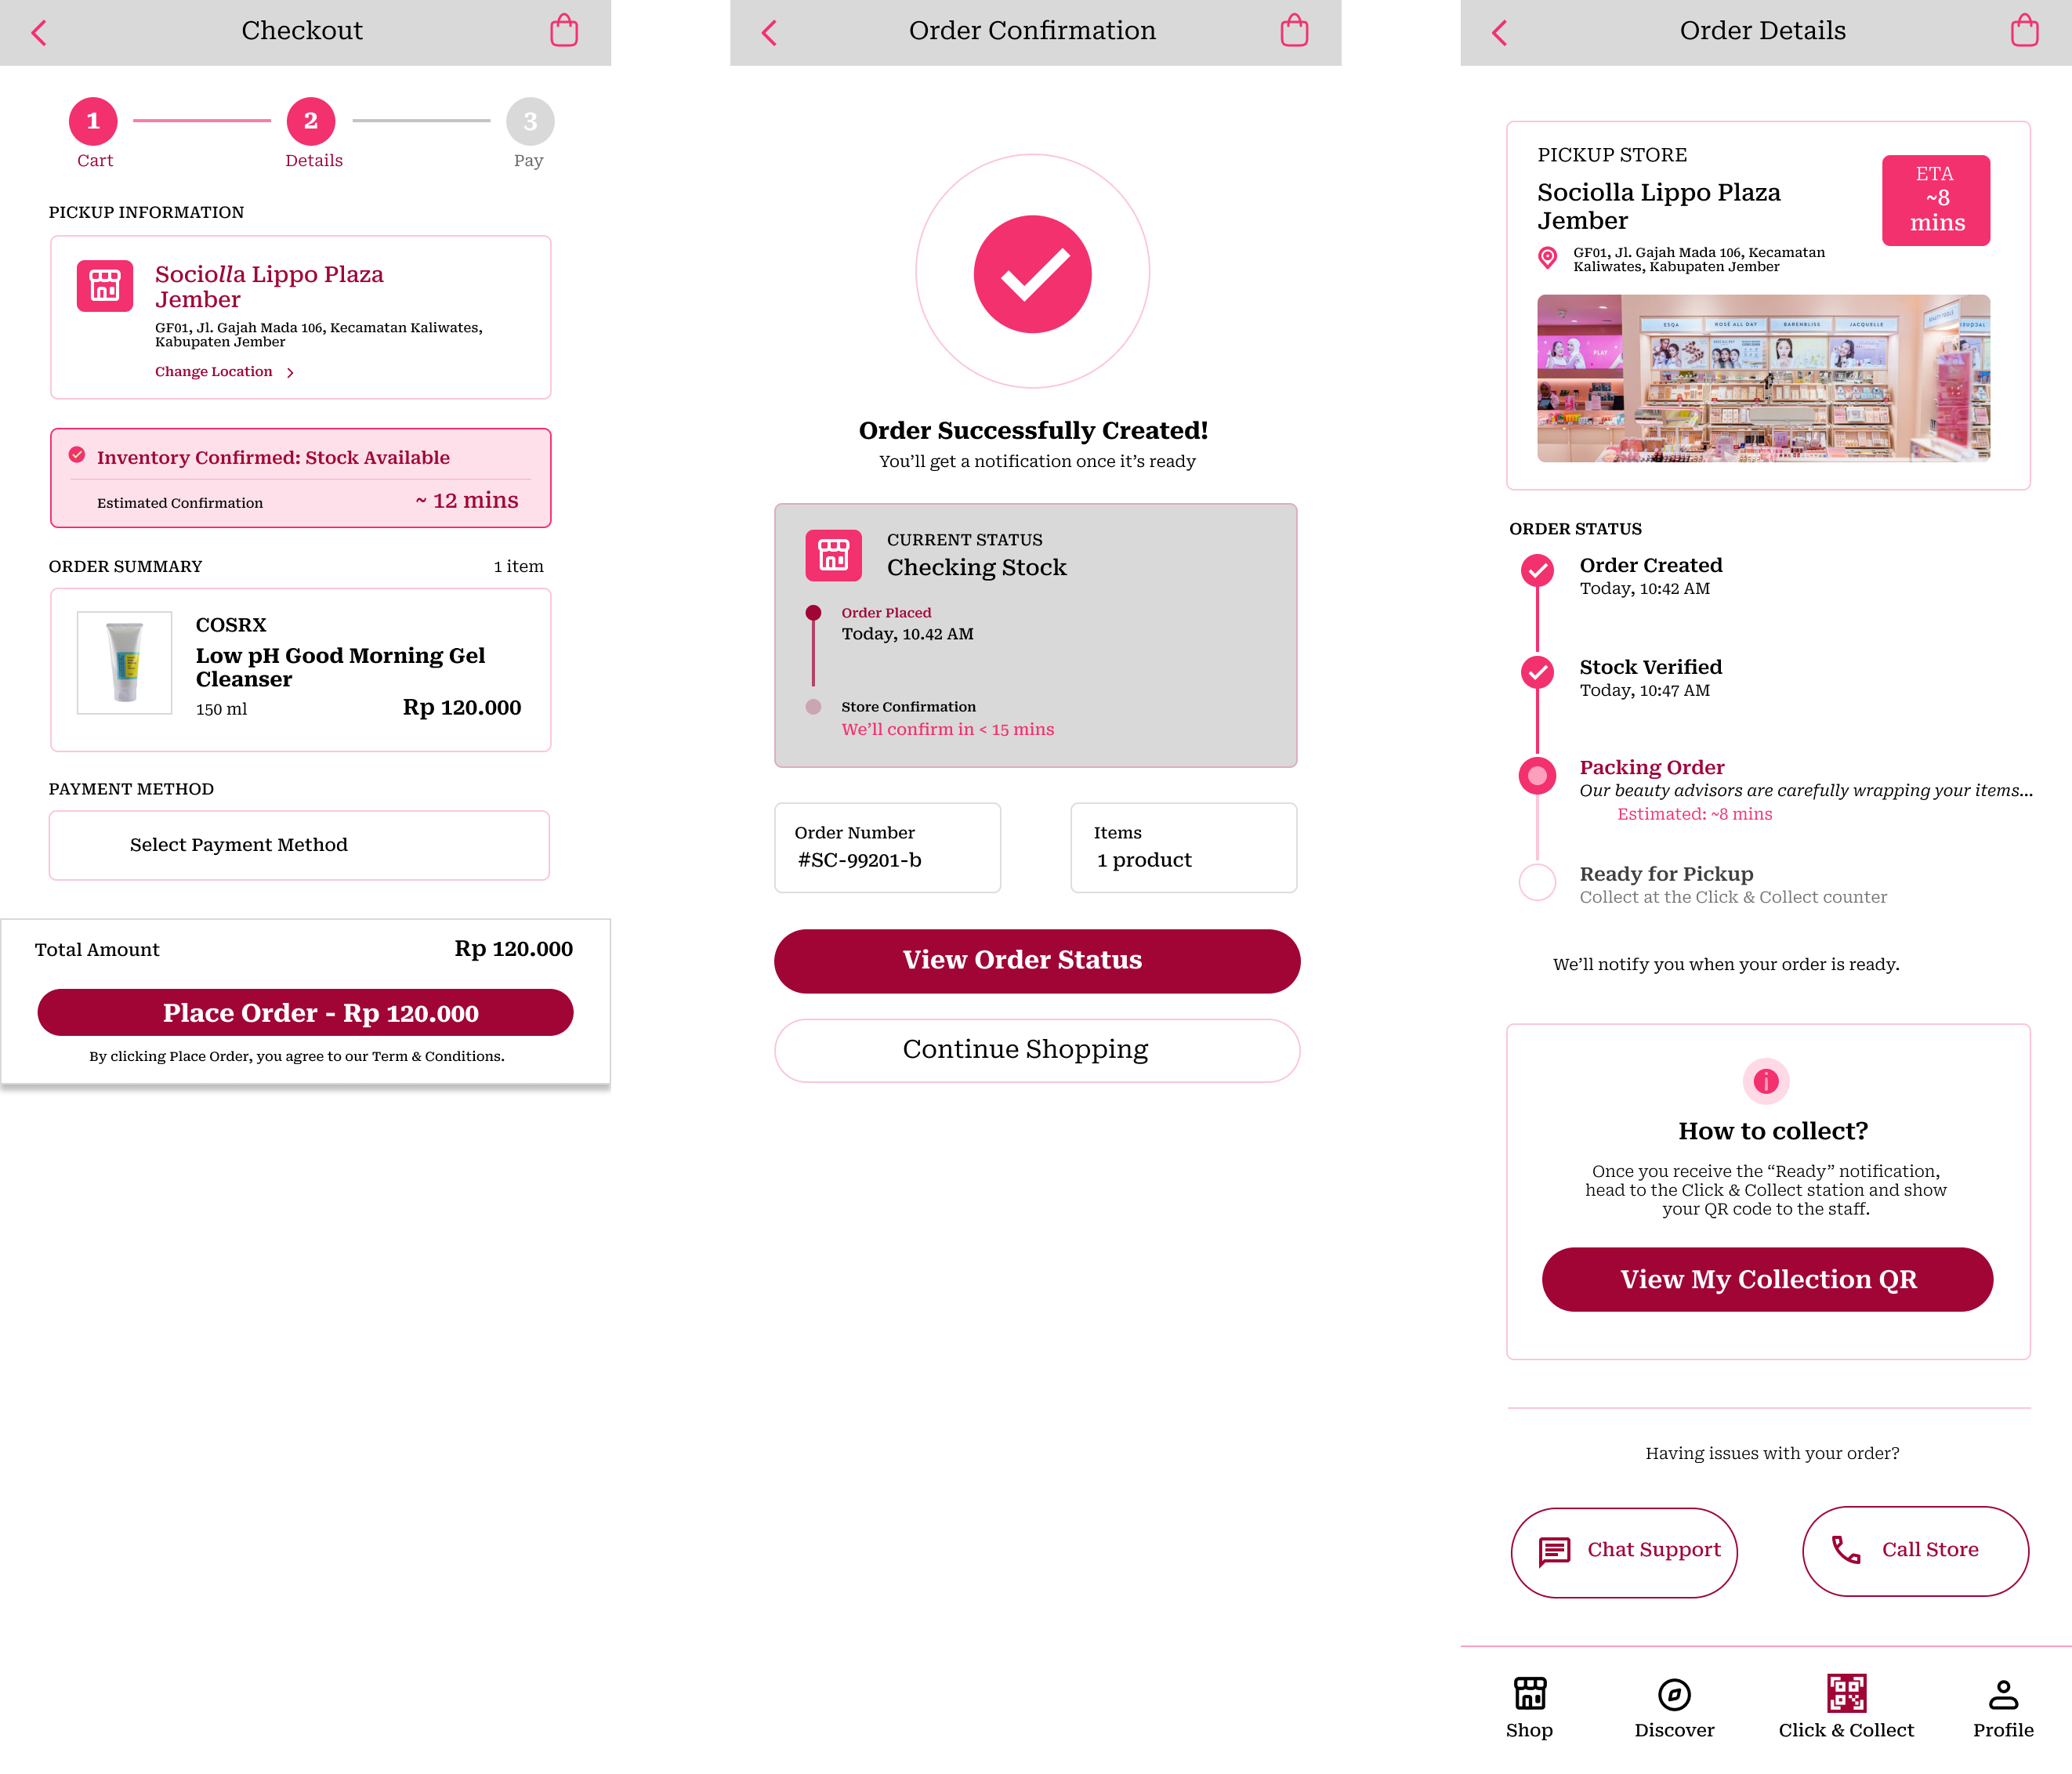 Checkout
1
2
3
Cart
Details
Pay
PICKUP INFORMATION
Sociolla Lippo Plaza
Jember
GF01, Jl. Gajah Mada 106, Kecamatan Kaliwates,
Kabupaten Jember
Change Location
Inventory Confirmed: Stock Available
Estimated Confirmation
~ 12 mins
ORDER SUMMARY
1 item
COSRX
Low pH Good Morning Gel
Cleanser
150 ml
Rp 120.000
PAYMENT METHOD
Select Payment Method
Total Amount
Rp 120.000
Place Order - Rp 120.000
By clicking Place Order, you agree to our Term & Conditions.
Order Confirmation
Order Successfully Created!
You'll get a notification once it's ready
CURRENT STATUS
Checking Stock
Order Placed
Today, 10.42 AM
Store Confirmation
We'll confirm in < 15 mins
Order Number
#SC-99201-b
Items
1 product
View Order Status
Continue Shopping
Order Details
PICKUP STORE
Sociolla Lippo Plaza
Jember
GF01, Jl. Gajah Mada 106, Kecamatan
Kaliwates, Kabupaten Jember
ETA
~8
mins
ESQA
ROSÉ ALL DAY
BARENBLISS
JACQUELLE
BEAUTY TOOLS
PLAY
ORDER STATUS
Order Created
Today, 10:42 AM
Stock Verified
Today, 10:47 AM
Packing Order
Our beauty advisors are carefully wrapping your items...
Estimated: ~8 mins
Ready for Pickup
Collect at the Click & Collect counter
We'll notify you when your order is ready.
How to collect?
Once you receive the “Ready” notification,
head to the Click & Collect station and show
your QR code to the staff.
View My Collection QR
Having issues with your order?
Chat Support
Call Store
Shop
Discover
Click & Collect
Profile